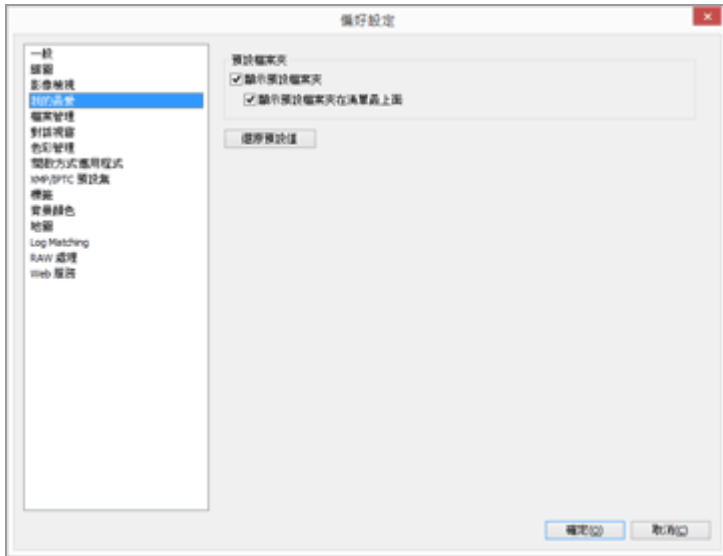 偏好設定
一般
縮圖
影像檢視
我的最愛
檔案管理
對話視窗
色彩管理
開啟方式應用程式
XMP/IPTC 預設集
標籤
背景顏色
地圖
Log Matching
RAW 處理
Web 服務
預設檔案夾
顯示預設檔案夾
顯示預設檔案夾在清單最上面
還原預設值
確定(O)
取消(C)